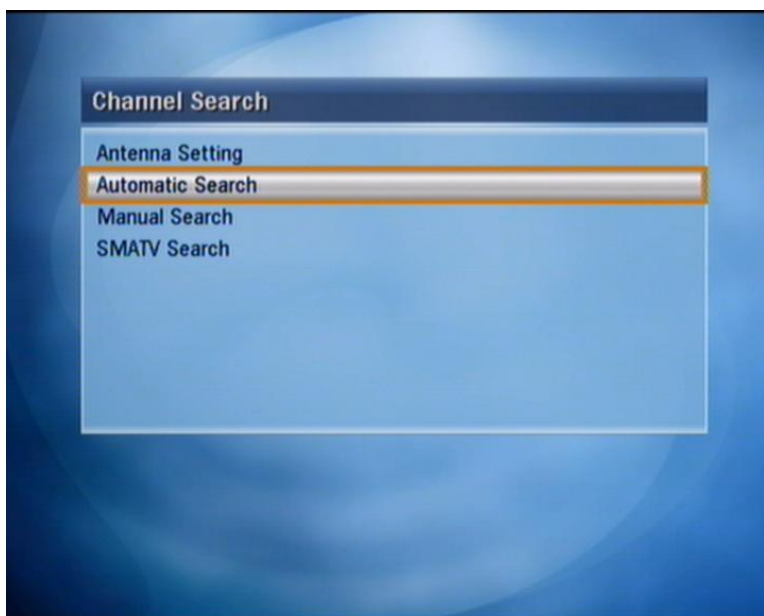 Channel Search
Antenna Setting
Automatic Search
Manual Search
SMATV Search